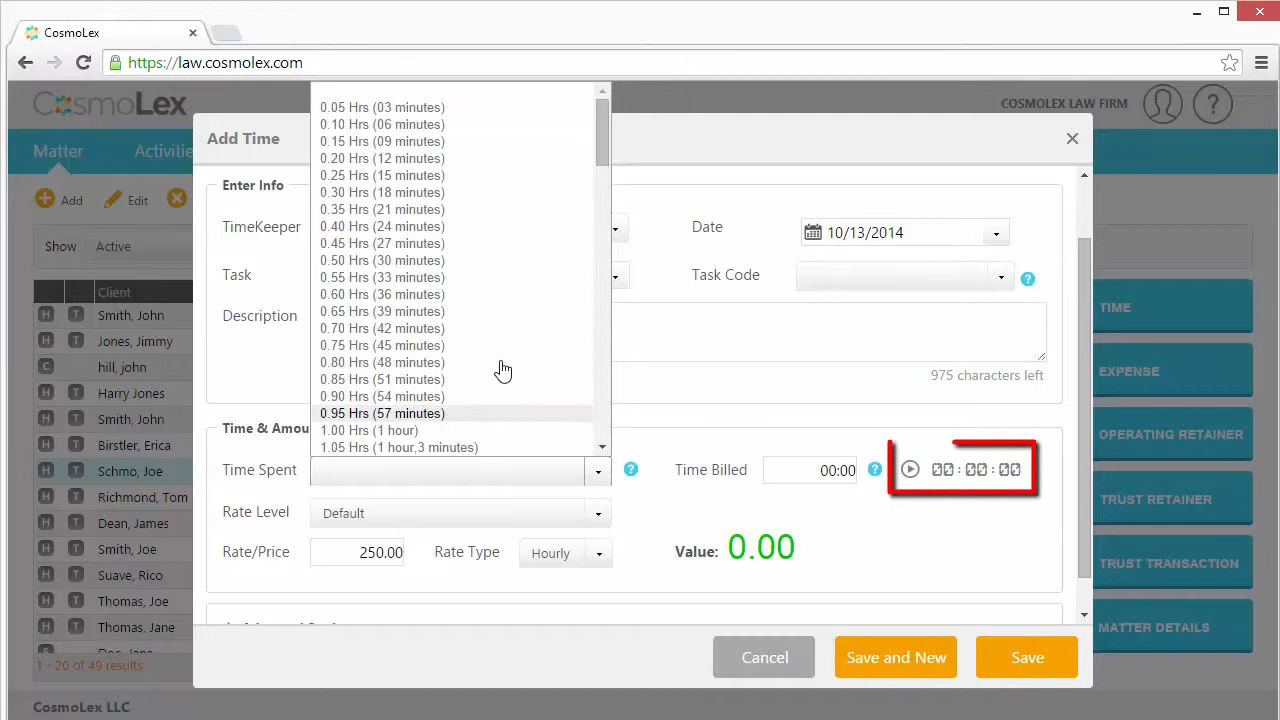 CosmoLex
https://law.cosmolex.com
CosmoLex
COSMOLEX LAW FIRM
?
Matter
Activitie
Add
Edit
Show
Active
Client
H T Smith, John
H T Jones, Jimmy
C hill, john
H T Harry Jones
H T Smith, John
H T Birstler, Erica
H T Schmo, Joe
H T Richmond, Tom
H T Dean, James
H T Smith, Joe
H T Suave, Rico
H T Thomas, Joe
H T Thomas, Jane
1 - 20 of 49 results
CosmoLex LLC
Add Time
Enter Info
TimeKeeper
Date
10/13/2014
Task
Task Code
?
Description
975 characters left
0.05 Hrs (03 minutes)
0.10 Hrs (06 minutes)
0.15 Hrs (09 minutes)
0.20 Hrs (12 minutes)
0.25 Hrs (15 minutes)
0.30 Hrs (18 minutes)
0.35 Hrs (21 minutes)
0.40 Hrs (24 minutes)
0.45 Hrs (27 minutes)
0.50 Hrs (30 minutes)
0.55 Hrs (33 minutes)
0.60 Hrs (36 minutes)
0.65 Hrs (39 minutes)
0.70 Hrs (42 minutes)
0.75 Hrs (45 minutes)
0.80 Hrs (48 minutes)
0.85 Hrs (51 minutes)
0.90 Hrs (54 minutes)
0.95 Hrs (57 minutes)
1.00 Hrs (1 hour)
1.05 Hrs (1 hour,3 minutes)
Time & Amou
Time Spent
?
Time Billed
00:00
?
00:00:00
Rate Level
Default
Rate/Price
250.00
Rate Type
Hourly
Value: 0.00
Cancel
Save and New
Save
TIME
EXPENSE
OPERATING RETAINER
TRUST RETAINER
TRUST TRANSACTION
MATTER DETAILS